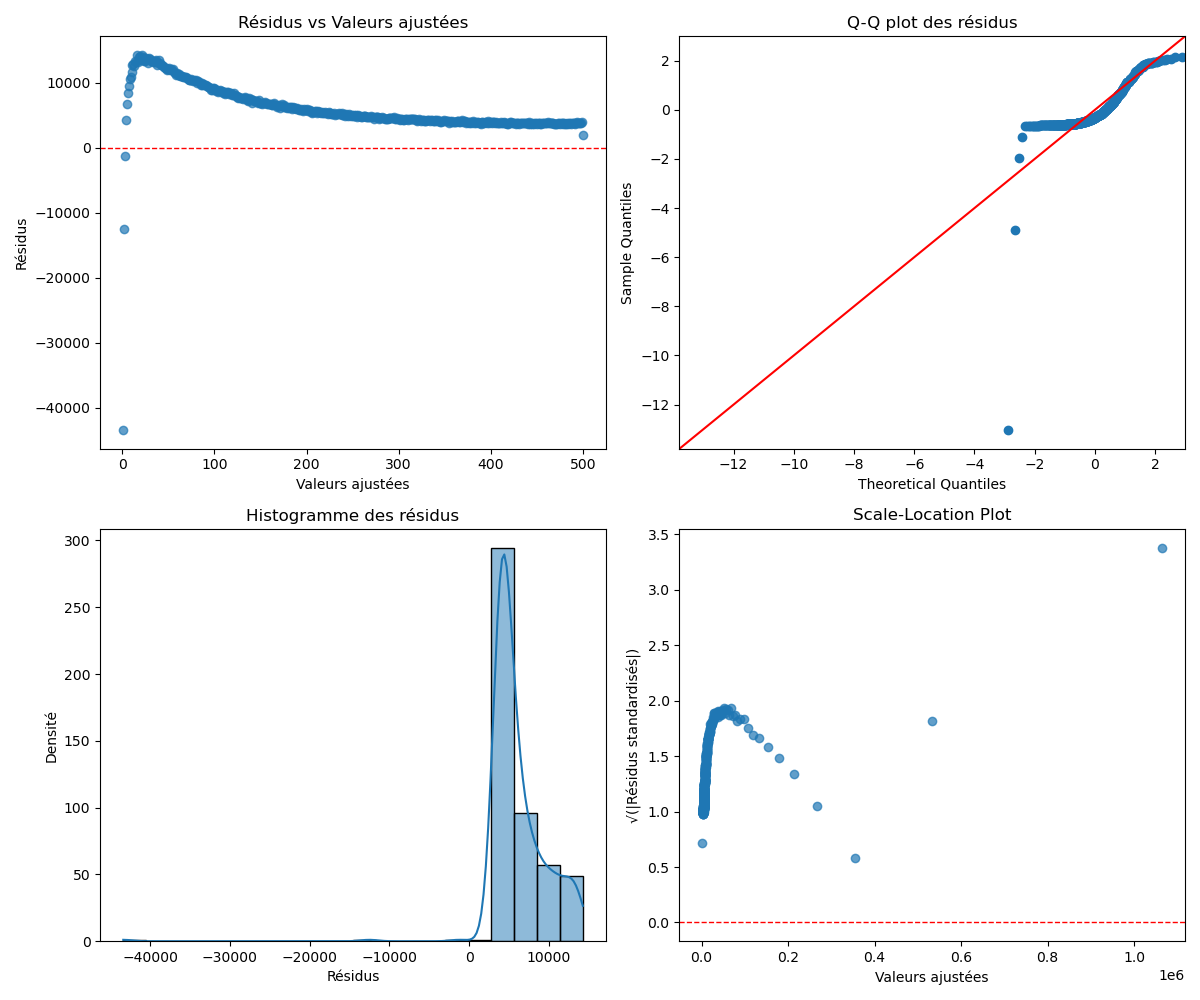 Résidus vs Valeurs ajustées
10000
0
−10000
−20000
−30000
−40000
Résidus
0 100 200 300 400 500
Valeurs ajustées
Q-Q plot des résidus
2
0
−2
−4
−6
−8
−10
−12
Sample Quantiles
−12 −10 −8 −6 −4 −2 0 2
Theoretical Quantiles
Histogramme des résidus
300
250
200
150
100
50
0
Densité
−40000 −30000 −20000 −10000 0 10000
Résidus
Scale-Location Plot
3.5
3.0
2.5
2.0
1.5
1.0
0.5
0.0
√(|Résidus standardisés|)
0.0 0.2 0.4 0.6 0.8 1.0
1e6
Valeurs ajustées